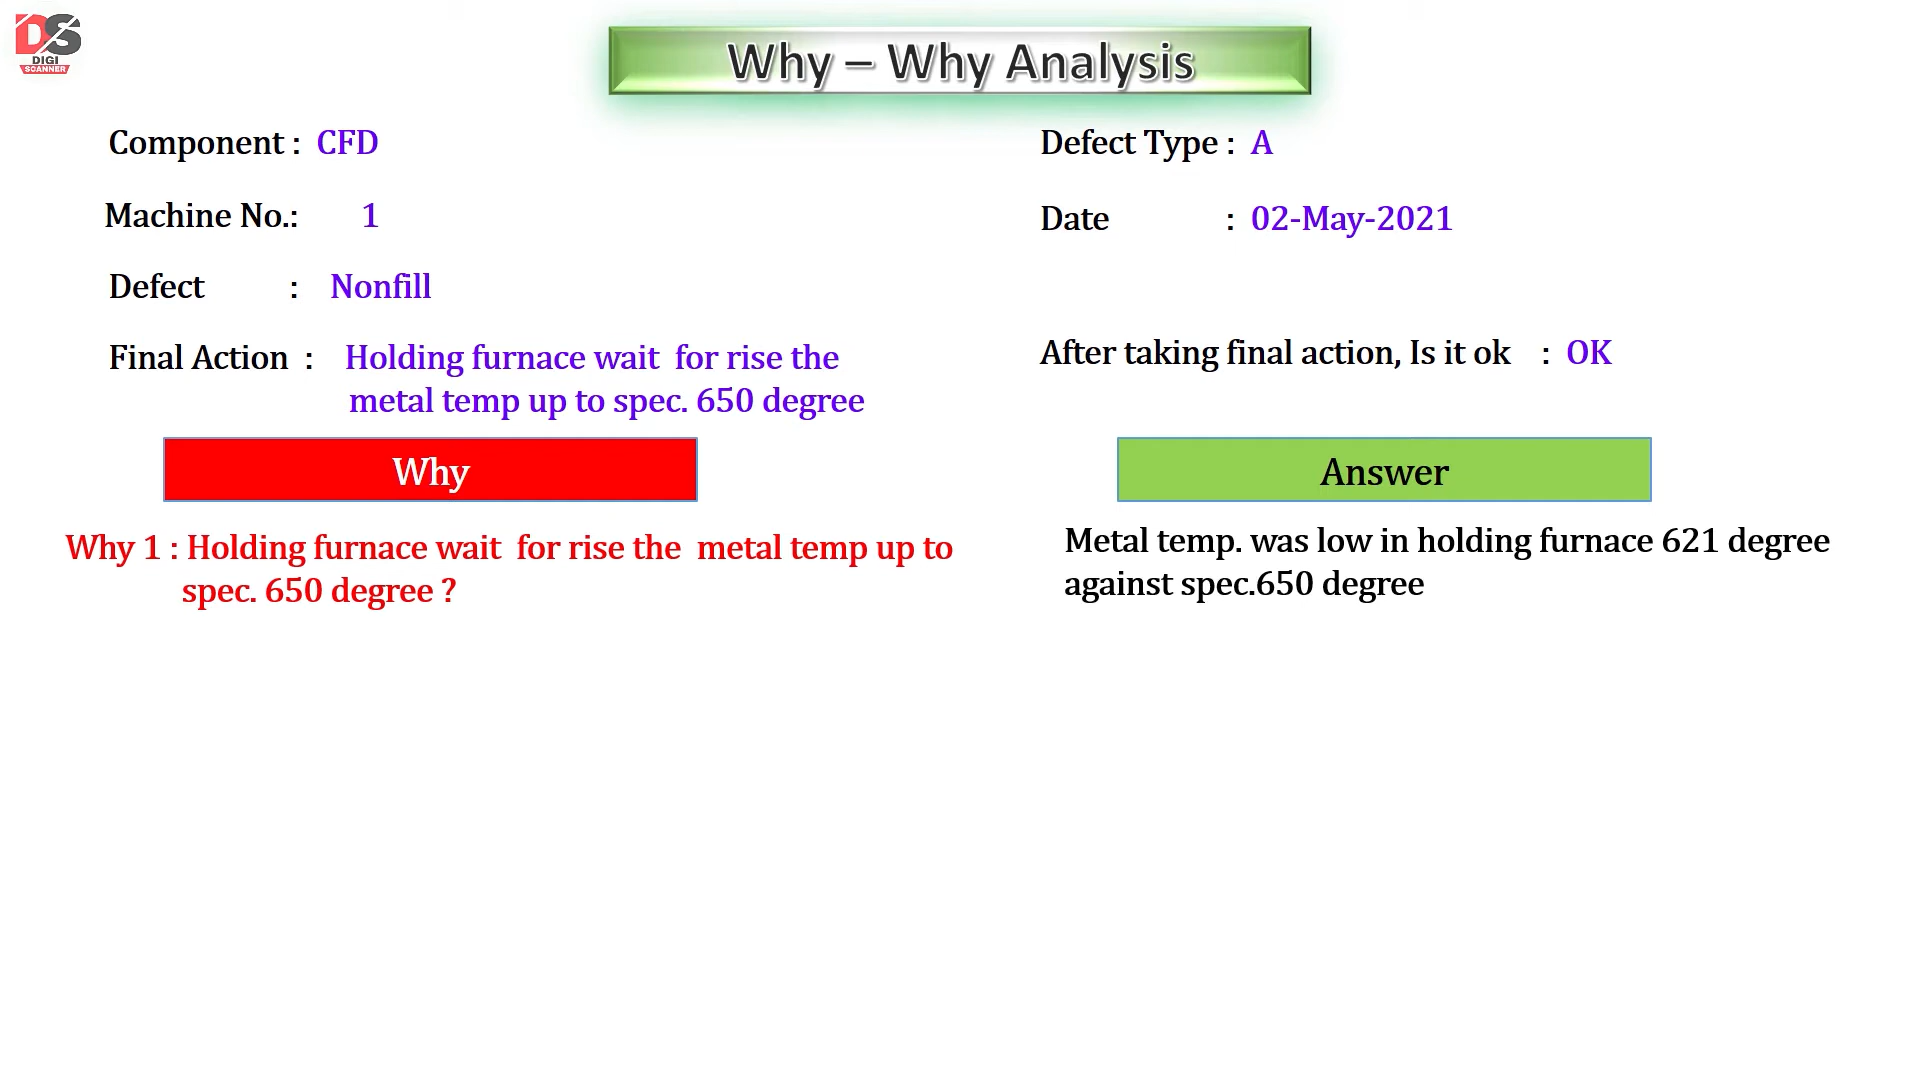 DS
DIGI
SCANNER
Why – Why Analysis
Component : CFD
Defect Type : A
Machine No.: 1
Date : 02-May-2021
Defect : Nonfill
Final Action : Holding furnace wait for rise the
metal temp up to spec. 650 degree
After taking final action, Is it ok : OK
Why
Answer
Why 1 : Holding furnace wait for rise the metal temp up to
spec. 650 degree ?
Metal temp. was low in holding furnace 621 degree
against spec.650 degree